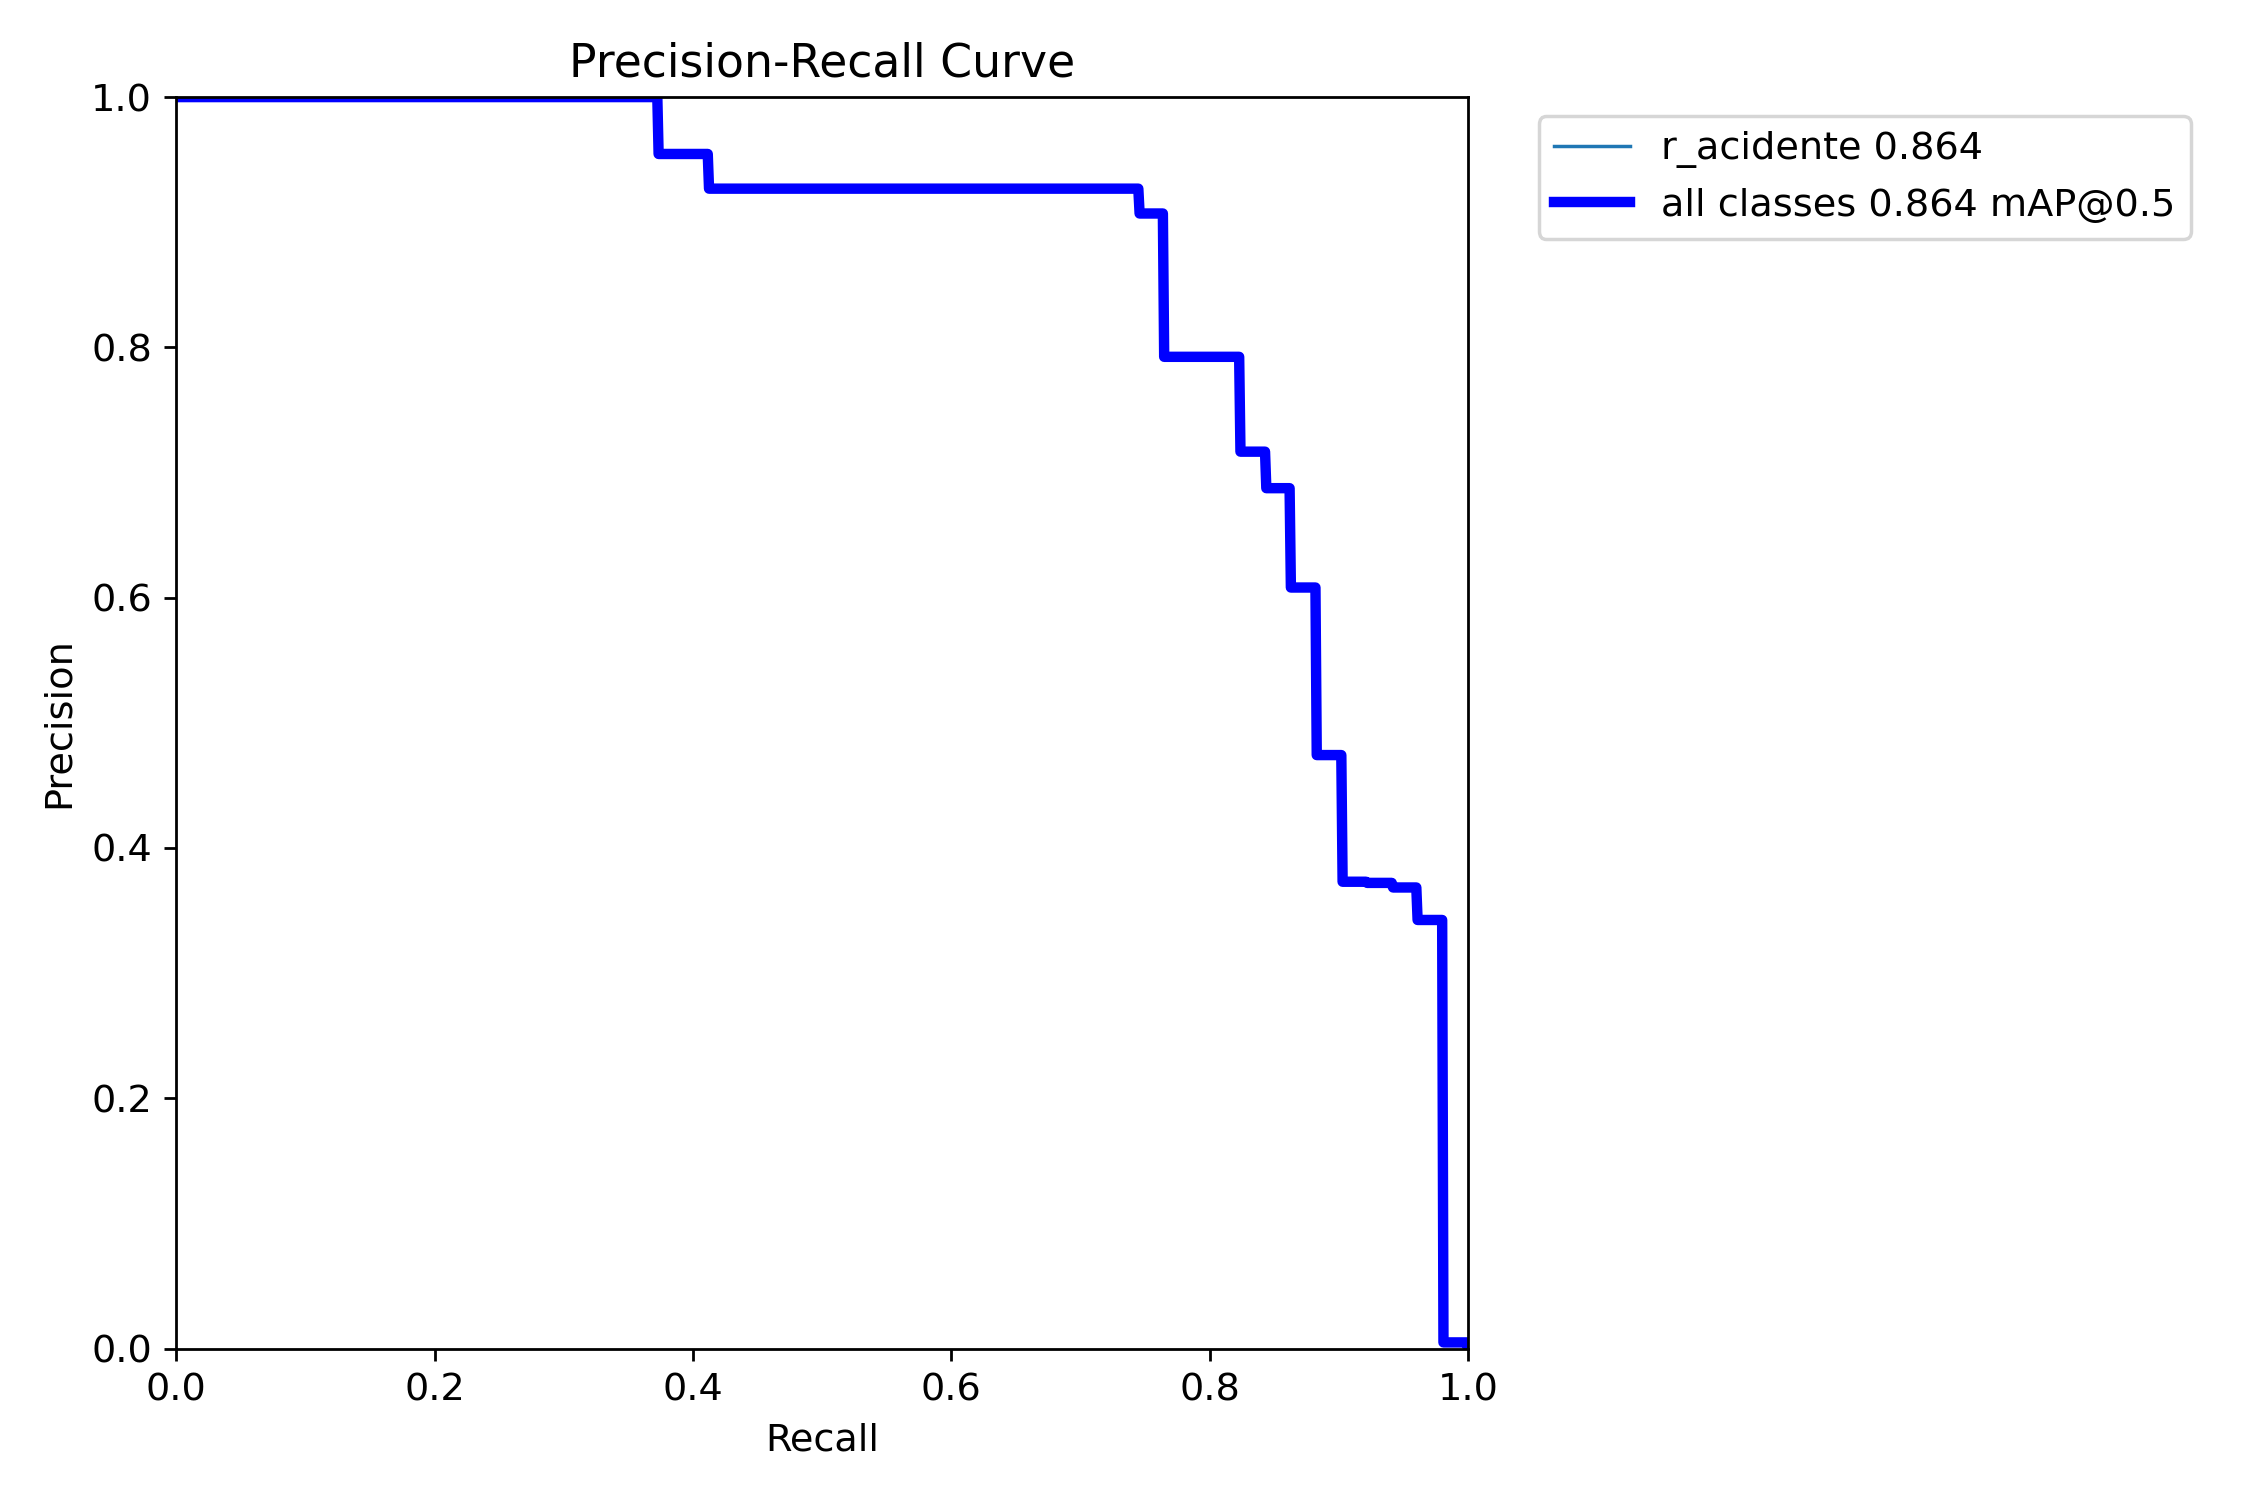 Precision-Recall Curve
r_acidente 0.864
all classes 0.864 mAP@0.5
Precision
1.0
0.8
0.6
0.4
0.2
0.0
0.0 0.2 0.4 0.6 0.8 1.0
Recall